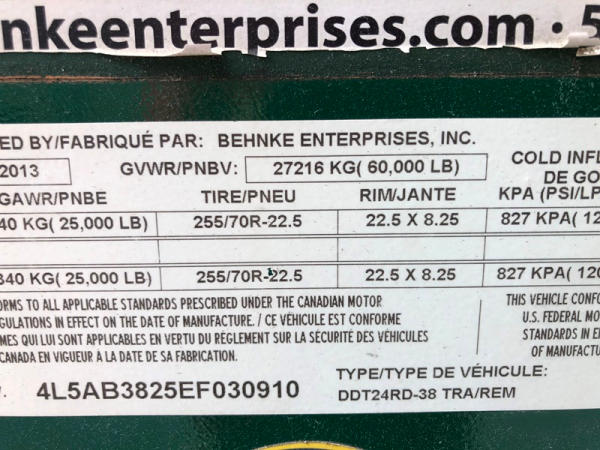 nkeenterprises.com · 5
ED BY/FABRIQUÉ PAR: BEHNKE ENTERPRISES, INC.
2013 GVWR/PNBV: 27216 KG( 60,000 LB) COLD INFL
DE GO
GAWR/PNBE TIRE/PNEU RIM/JANTE KPA (PSI/LP
40 KG( 25,000 LB) 255/70R-22.5 22.5 X 8.25 827 KPA( 12
340 KG( 25,000 LB) 255/70R-22.5 22.5 X 8.25 827 KPA( 120
ORMS TO ALL APPLICABLE STANDARDS PRESCRIBED UNDER THE CANADIAN MOTOR
GULATIONS IN EFFECT ON THE DATE OF MANUFACTURE. / CE VÉHICULE EST CONFORME
MES QUI LUI SONT APPLICABLES EN VERTU DU RÈGLEMENT SUR LA SÉCURITÉ DES VÉHICULES
CANADA EN VIGUEUR À LA DATE DE SA FABRICATION.
THIS VEHICLE CONFO
U.S. FEDERAL MO
STANDARDS IN E
OF MANUFACTU
4L5AB3825EF030910
TYPE/TYPE DE VÉHICULE:
DDT24RD-38 TRA/REM